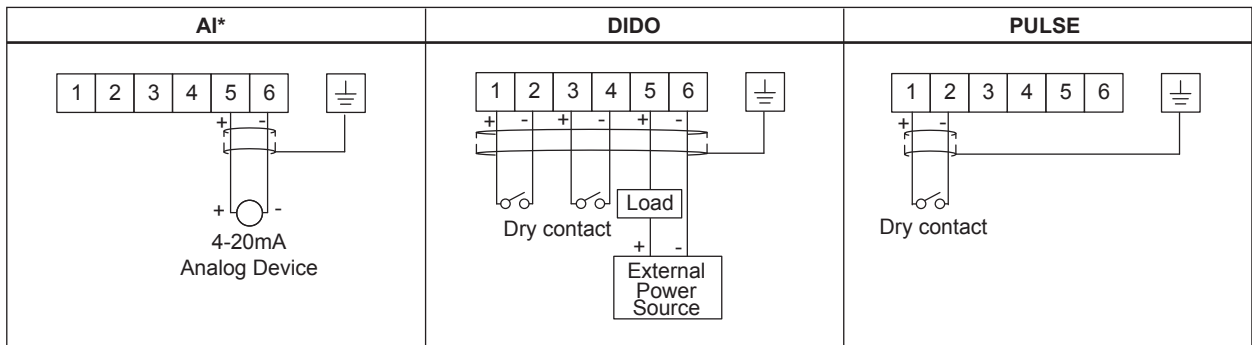 AI*
DIDO
PULSE
1 2 3 4 5 6
+ -
+ -
4-20mA
Analog Device
1 2 3 4 5 6
+ - + - + -
Load
Dry contact
+ -
External
Power
Source
1 2 3 4 5 6
+ -
Dry contact